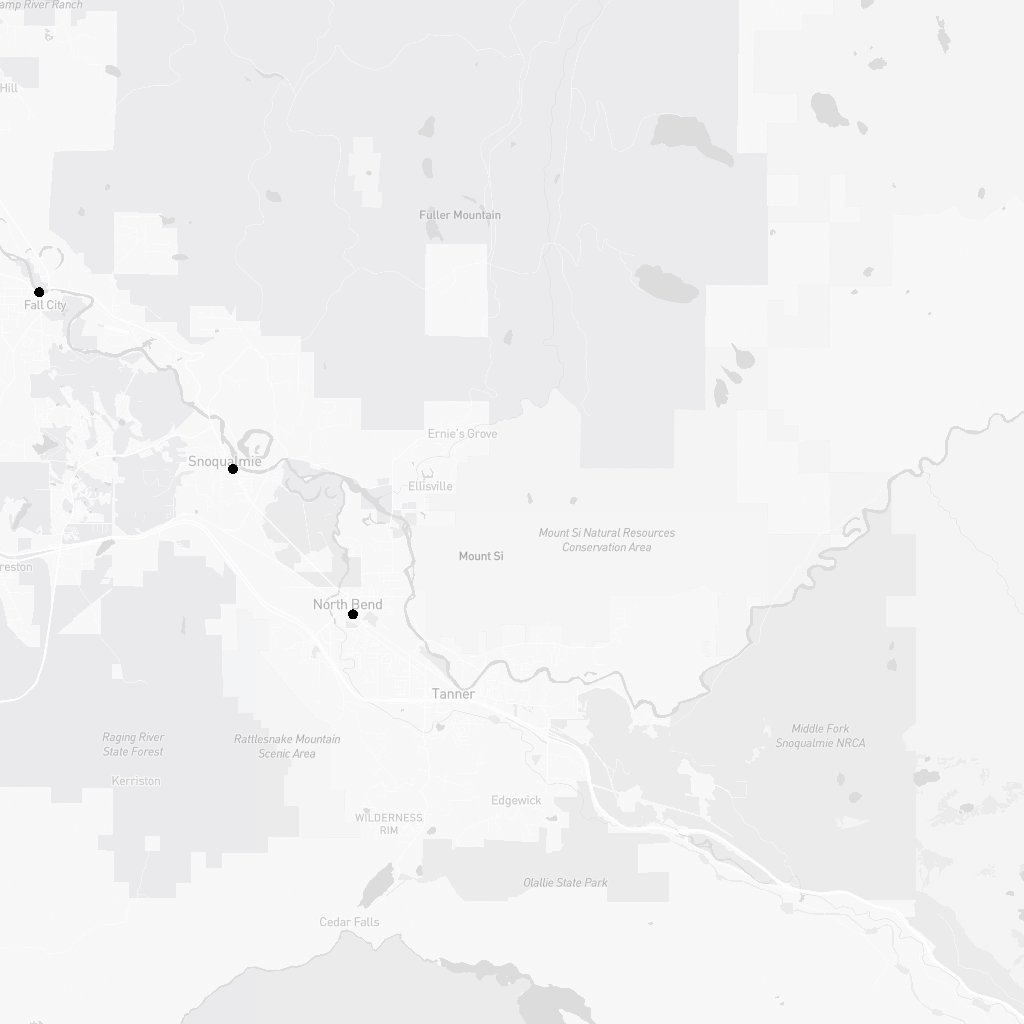 amp River Ranch
Hill
Fuller Mountain
Fall City
Ernie's Grove
Snoqualmie
Ellisville
Mount Si Natural Resources
Conservation Area
Mount Si
reston
North Bend
Tanner
Middle Fork
Snoqualmie NRCA
Raging River
State Forest
Rattlesnake Mountain
Scenic Area
Kerriston
Edgewick
WILDERNESS
RIM
Olallie State Park
Cedar Falls